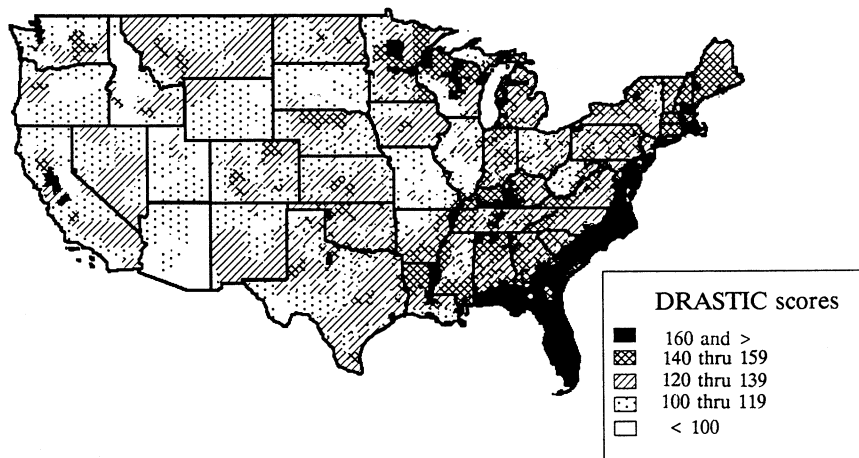 DRASTIC scores
160 and >
140 thru 159
120 thru 139
100 thru 119
< 100